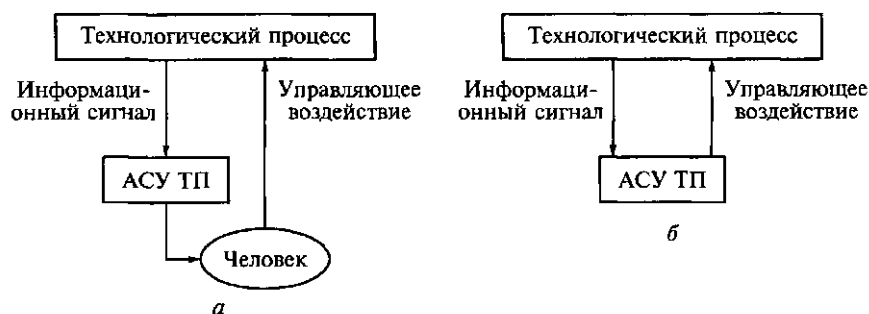 Технологический процесс
Информаци-
онный сигнал
Управляющее
воздействие
АСУ ТП
Человек
а
Технологический процесс
Информаци-
онный сигнал
Управляющее
воздействие
АСУ ТП
б